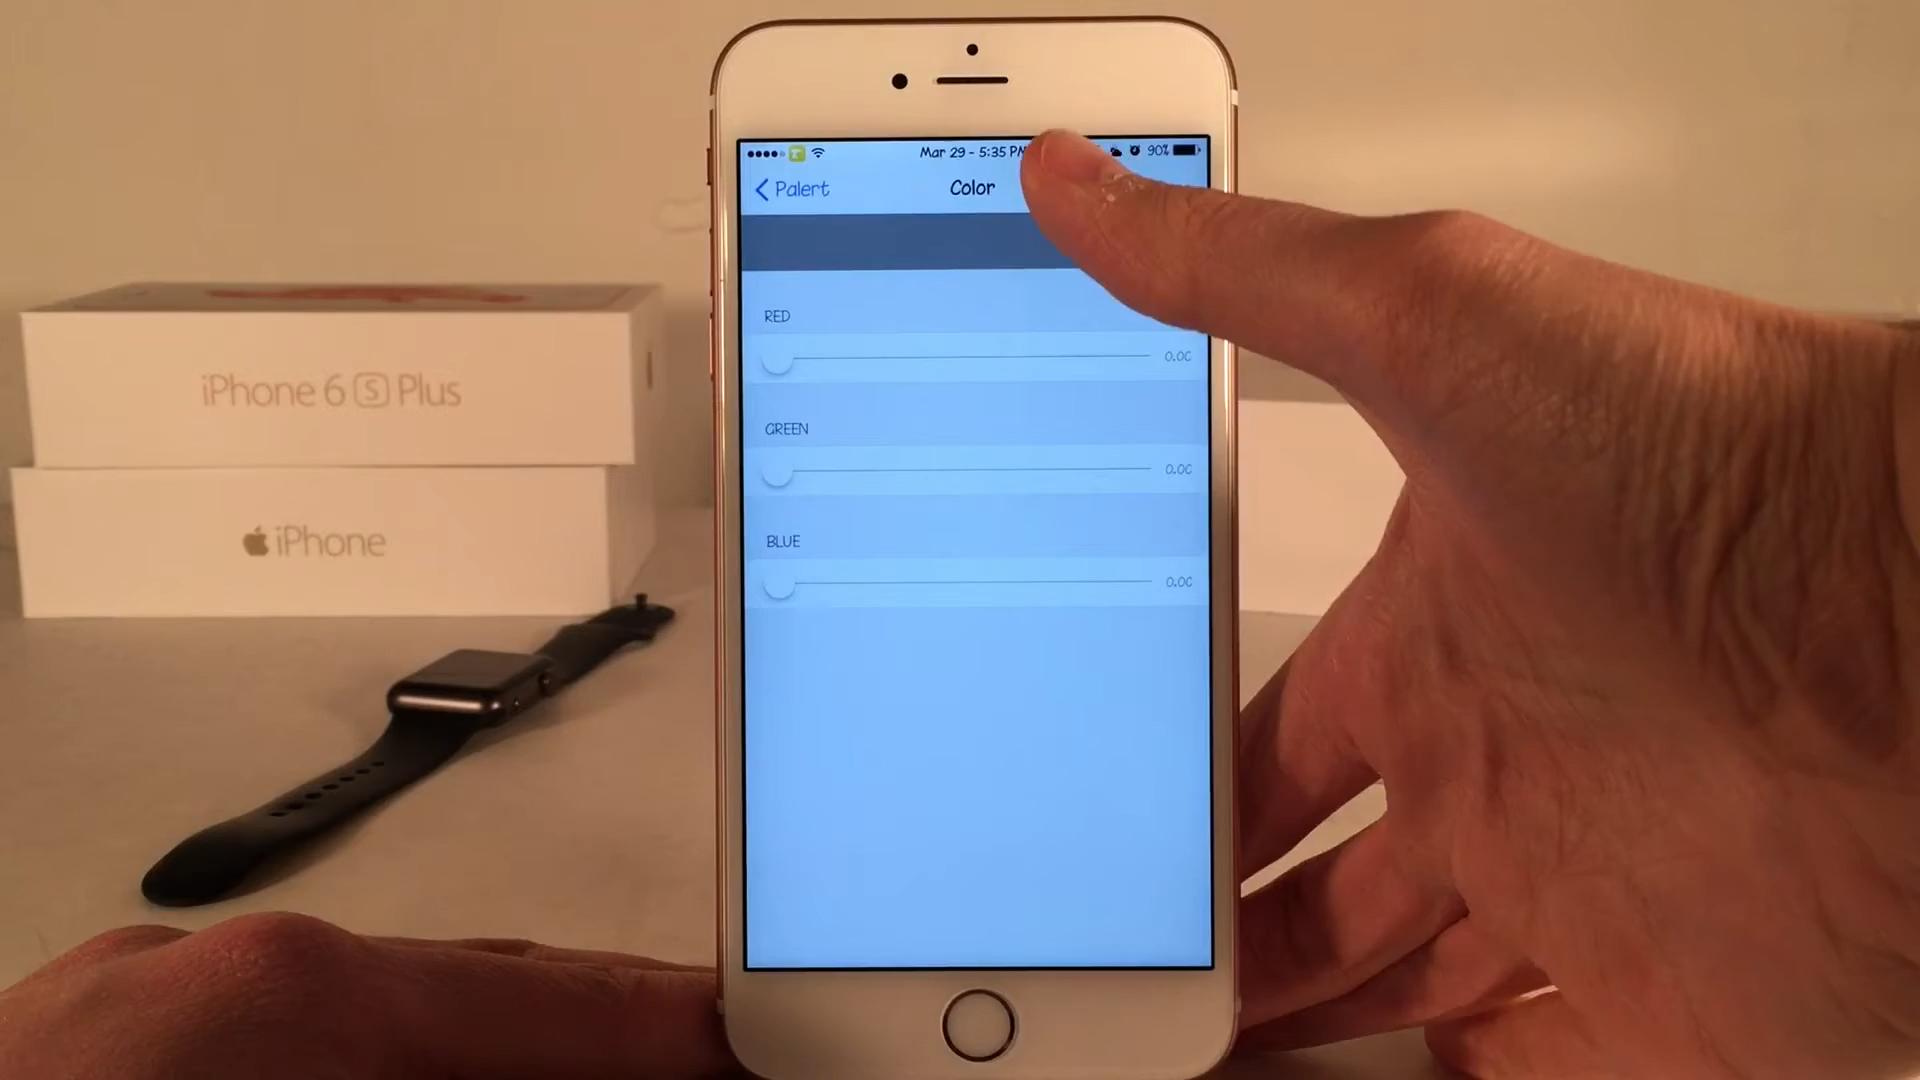 Mar 29 - 5:35 PM
90%
Palert
Color
RED
0.00
GREEN
0.00
BLUE
0.00
iPhone 6 S Plus
iPhone